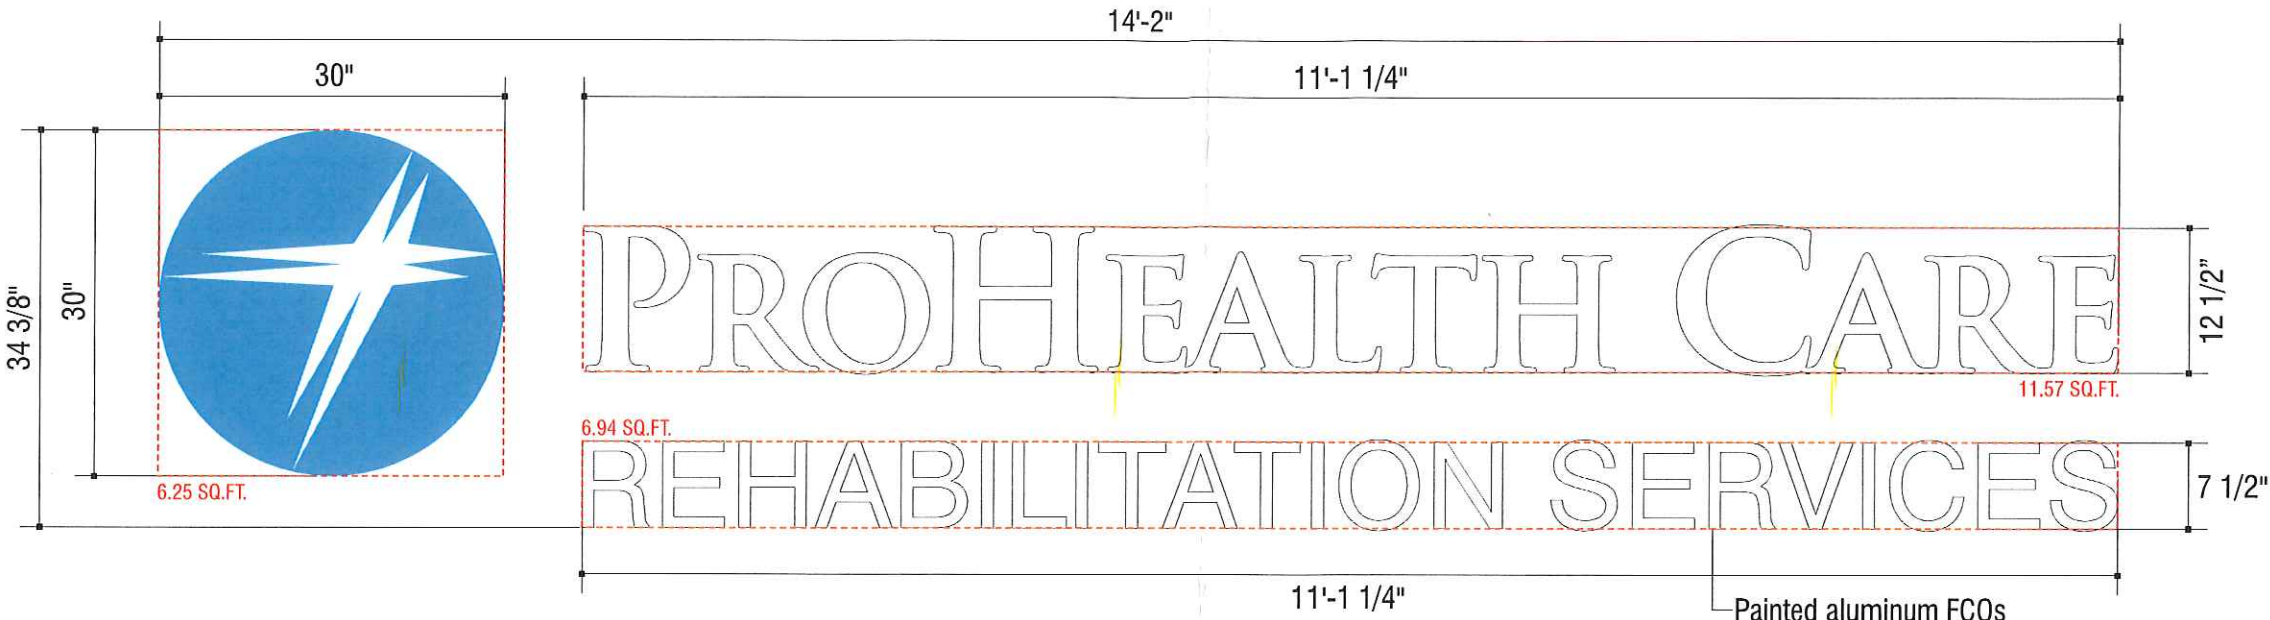 14'-2"
30"
11'-1 1/4"
34 3/8"
30"
PROHEALTH CARE
12 1/2"
11.57 SQ.FT.
6.94 SQ.FT.
REHABILITATION SERVICES
7 1/2"
6.25 SQ.FT.
11'-1 1/4"
Painted aluminum FCOs